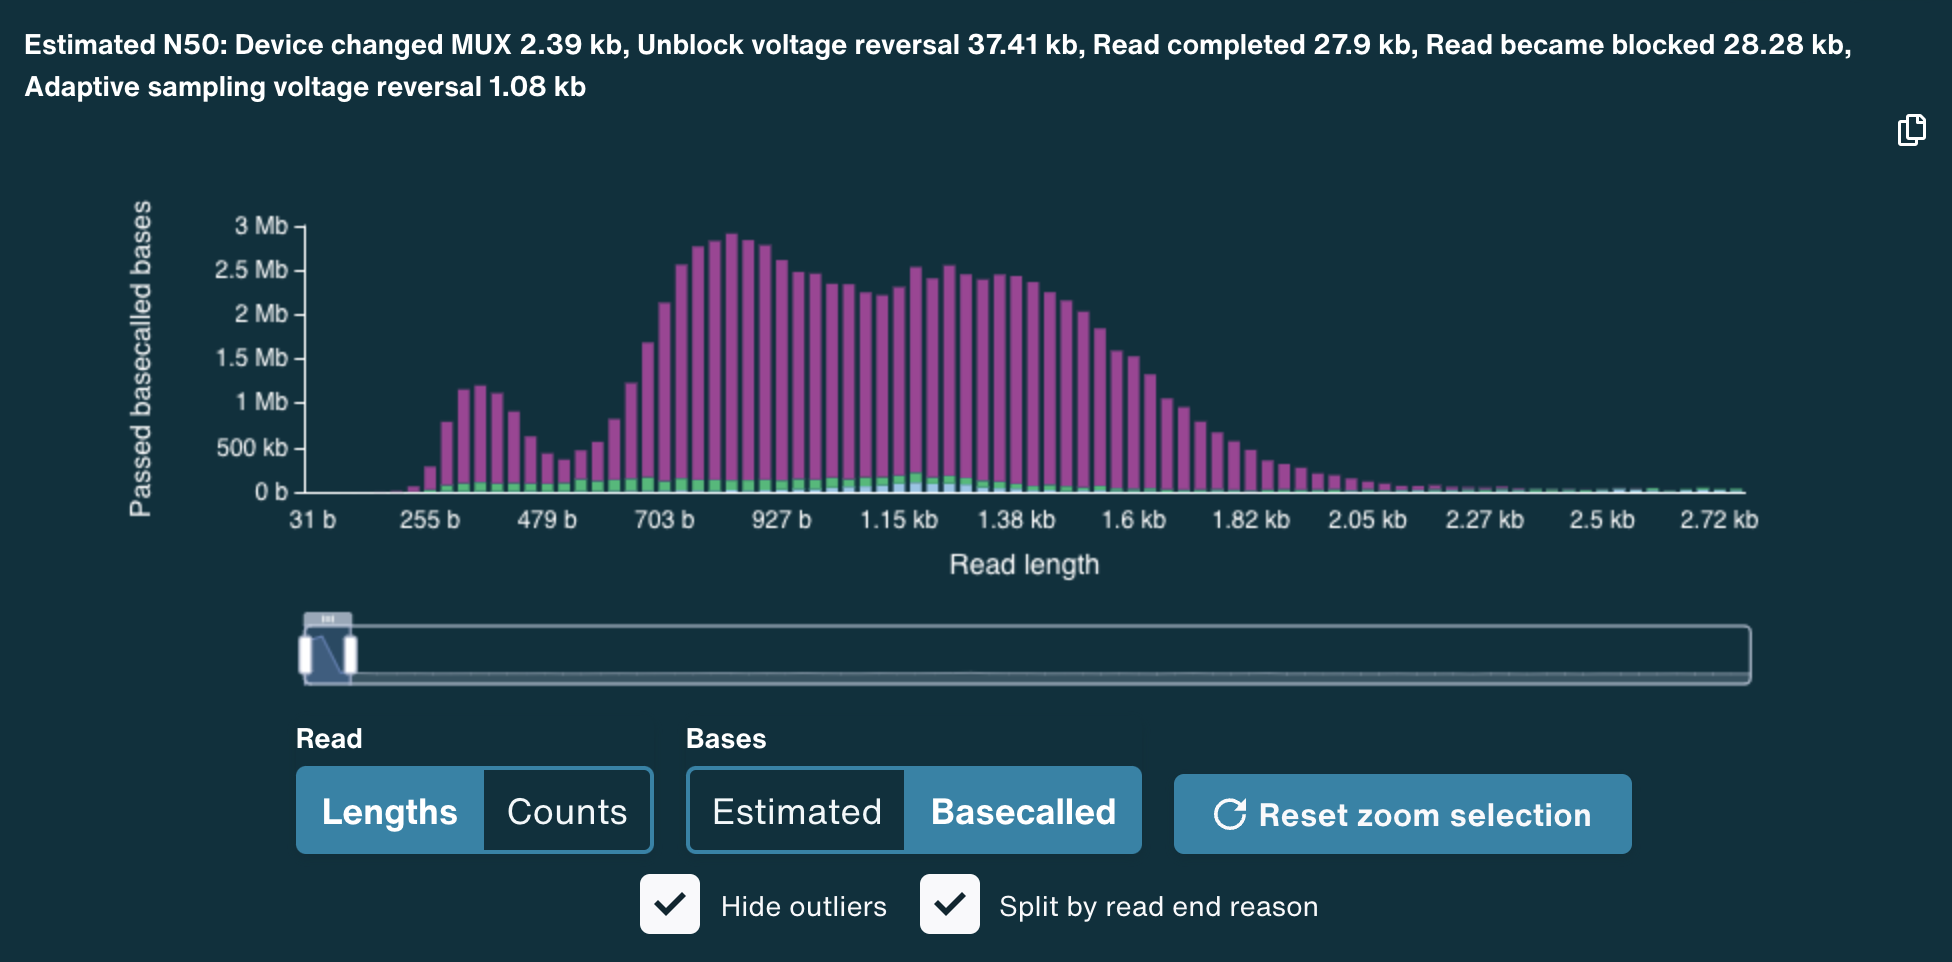 Estimated N50: Device changed MUX 2.39 kb, Unblock voltage reversal 37.41 kb, Read completed 27.9 kb, Read became blocked 28.28 kb,
Adaptive sampling voltage reversal 1.08 kb
Passed basecalled bases
3 Mb
2.5 Mb
2 Mb
1.5 Mb
1 Mb
500 kb
0 b
31 b 255 b 479 b 703 b 927 b 1.15 kb 1.38 kb 1.6 kb 1.82 kb 2.05 kb 2.27 kb 2.5 kb 2.72 kb
Read length
Read Bases
Lengths Counts Estimated Basecalled Reset zoom selection
Hide outliers Split by read end reason